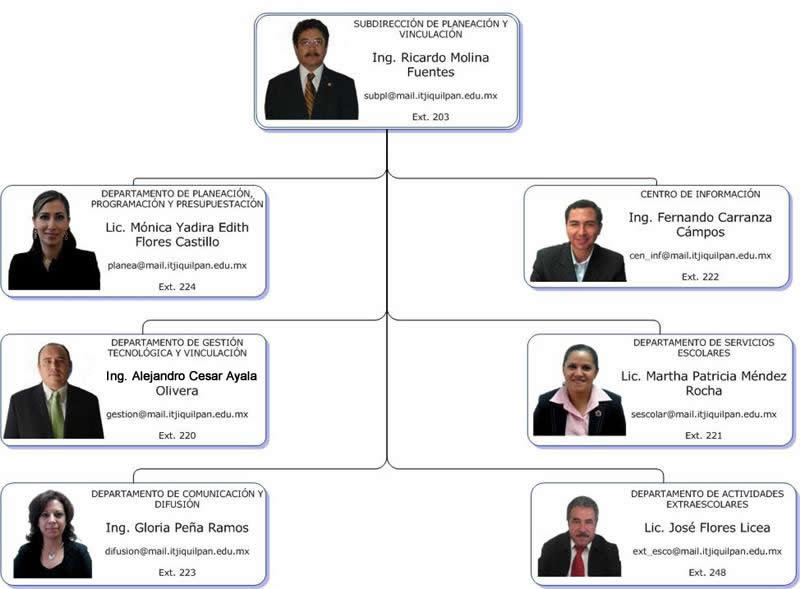 SUBDIRECCIÓN DE PLANEACIÓN Y
VINCULACIÓN
Ing. Ricardo Molina
Fuentes
subpl@mail.itjiquilpan.edu.mx
Ext. 203
DEPARTAMENTO DE PLANEACIÓN,
PROGRAMACIÓN Y PRESUPUESTACIÓN
Lic. Mónica Yadira Edith
Flores Castillo
planea@mail.itjiquilpan.edu.mx
Ext. 224
CENTRO DE INFORMACIÓN
Ing. Fernando Carranza
Cámpos
cen_inf@mail.itjiquilpan.edu.mx
Ext. 222
DEPARTAMENTO DE GESTIÓN
TECNOLÓGICA Y VINCULACIÓN
Ing. Alejandro Cesar Ayala
Olivera
gestion@mail.itjiquilpan.edu.mx
Ext. 220
DEPARTAMENTO DE SERVICIOS
ESCOLARES
Lic. Martha Patricia Méndez
Rocha
sescolar@mail.itjiquilpan.edu.mx
Ext. 221
DEPARTAMENTO DE COMUNICACIÓN Y
DIFUSIÓN
Ing. Gloria Peña Ramos
difusion@mail.itjiquilpan.edu.mx
Ext. 223
DEPARTAMENTO DE ACTIVIDADES
EXTRAESCOLARES
Lic. José Flores Licea
ext_esco@mail.itjiquilpan.edu.mx
Ext. 248